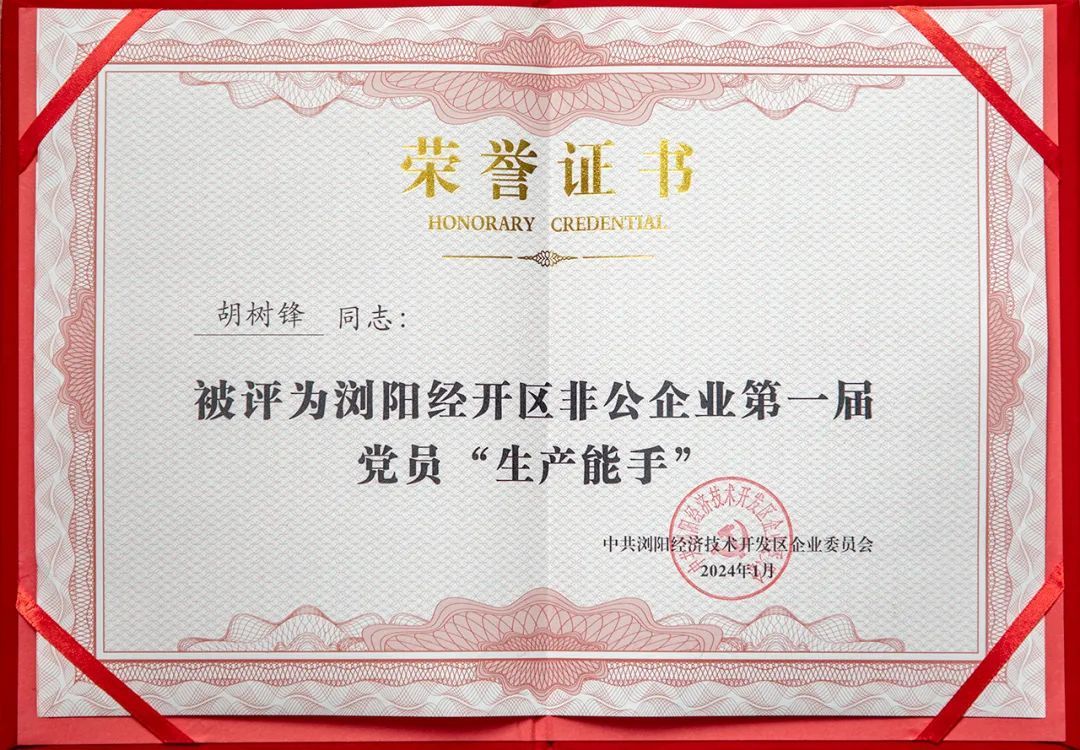 荣誉证书
HONORARY CREDENTIAL
胡树锋 同志：
被评为浏阳经开区非公企业第一届
党员“生产能手”
中共浏阳经济技术开发区企业委员会
2024年1月